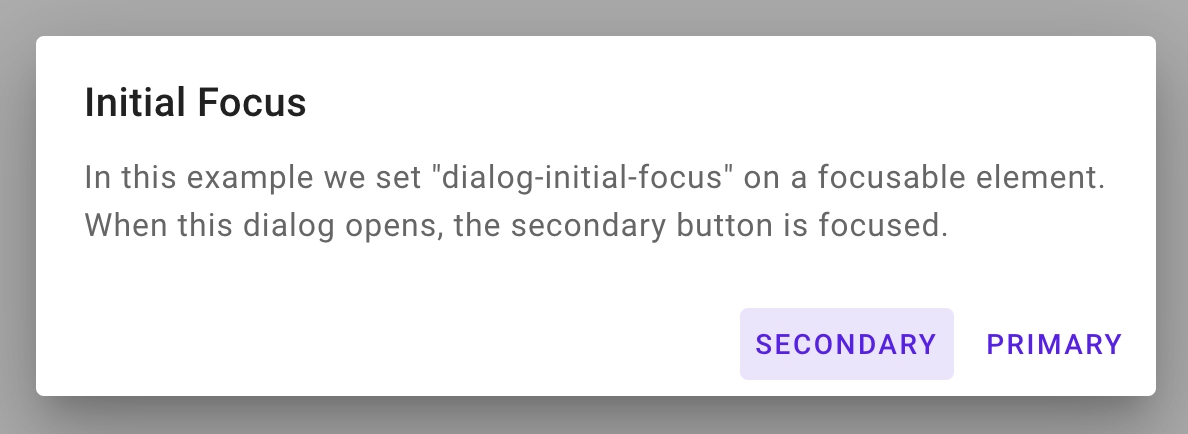 Initial Focus
In this example we set "dialog-initial-focus" on a focusable element.
When this dialog opens, the secondary button is focused.
SECONDARY PRIMARY